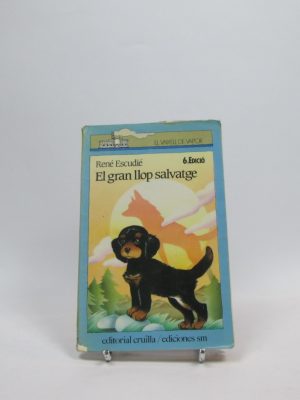 EL VAIXELL DE VAPOR
René Escudié
6.EDICIÓ
El gran llop salvatge
editorial cruïlla / ediciones sm